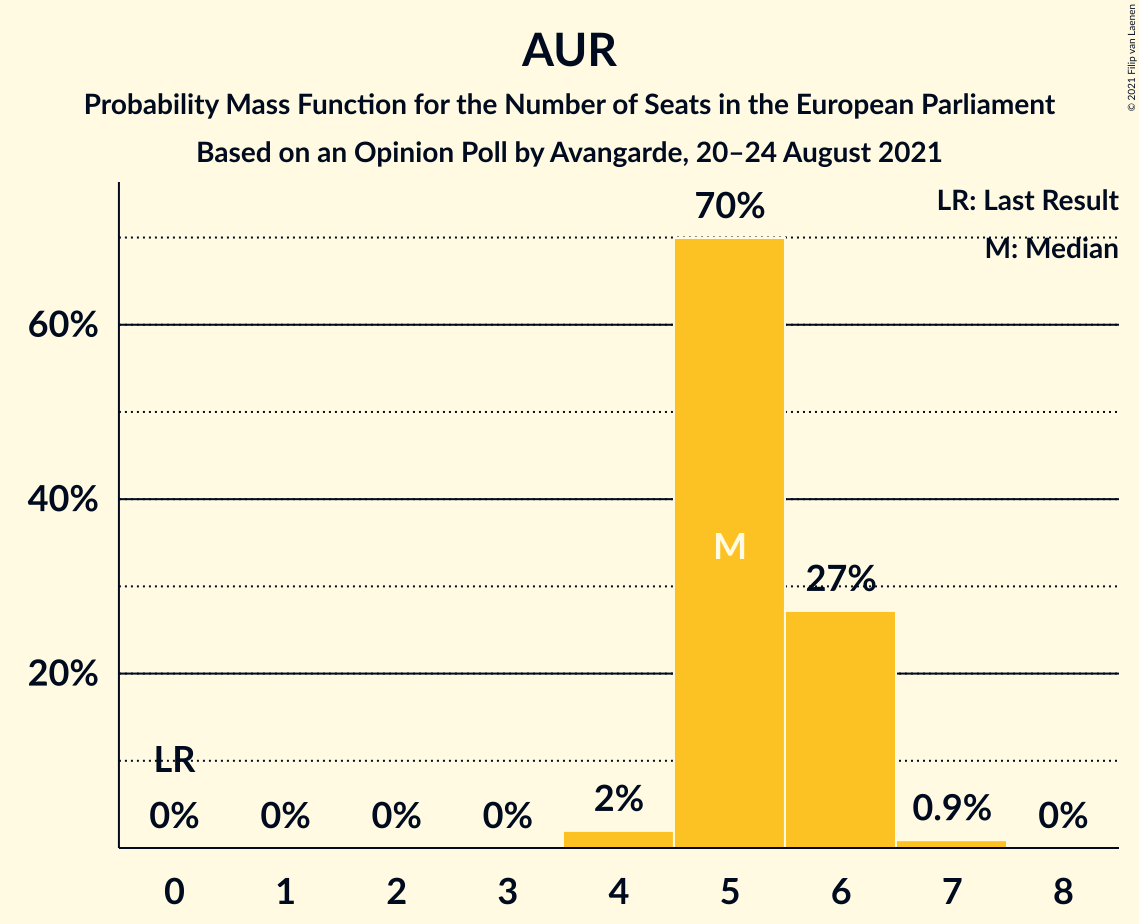 AUR
Probability Mass Function for the Number of Seats in the European Parliament
Based on an Opinion Poll by Avangarde, 20–24 August 2021
© 2021 Filip van Laenen
LR: Last Result
M: Median
70%
60%
40%
20%
M
27%
LR
0%
0%
0%
0%
2%
0.9%
0%
0 1 2 3 4 5 6 7 8